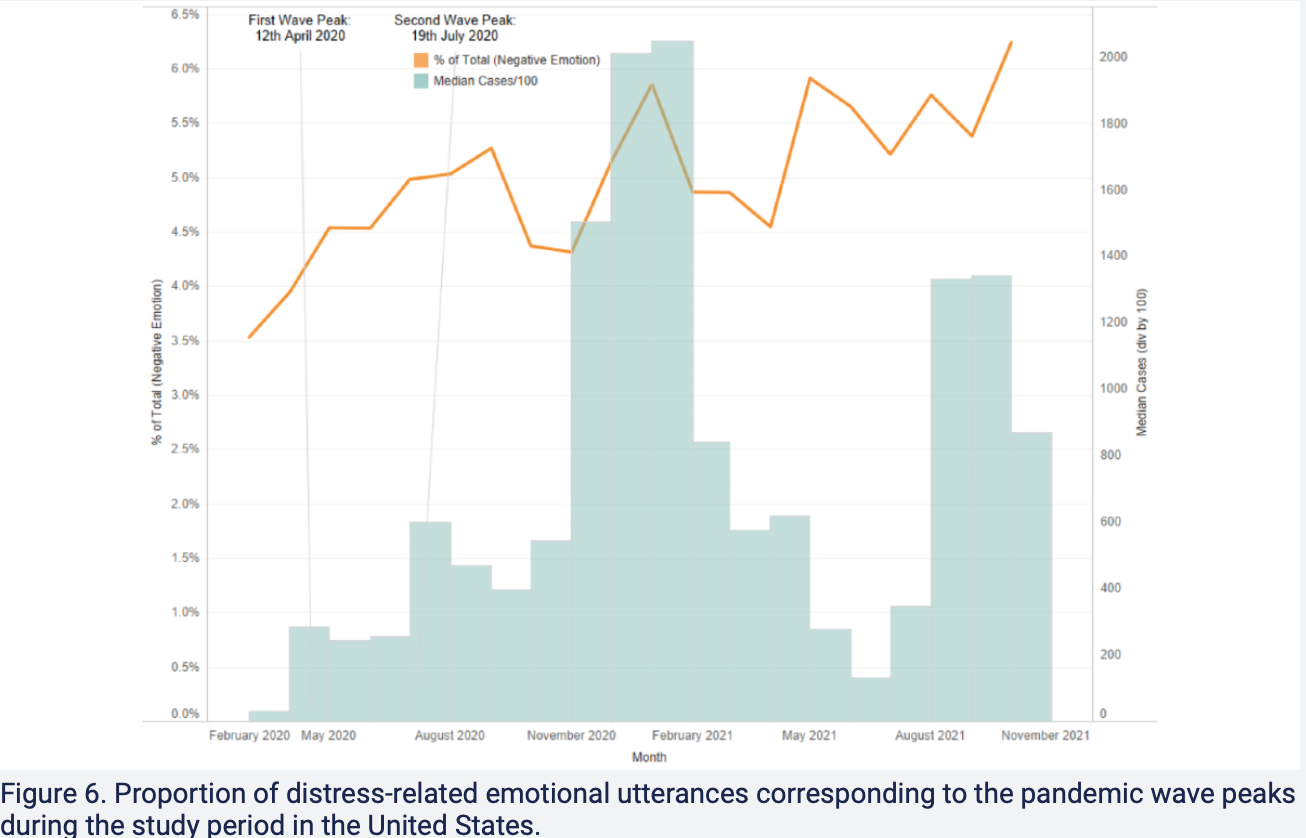 First Wave Peak:
12th April 2020
Second Wave Peak:
19th July 2020
% of Total (Negative Emotion)
Median Cases/100
6.5%
6.0%
5.5%
5.0%
4.5%
4.0%
3.5%
3.0%
2.5%
2.0%
1.5%
1.0%
0.5%
0.0%
% of Total (Negative Emotion)
2000
1800
1600
1400
1200
1000
800
600
400
200
0
Median Cases (div by 100)
February 2020 May 2020 August 2020 November 2020 February 2021 May 2021 August 2021 November 2021
Month
Figure 6. Proportion of distress-related emotional utterances corresponding to the pandemic wave peaks
during the study period in the United States.